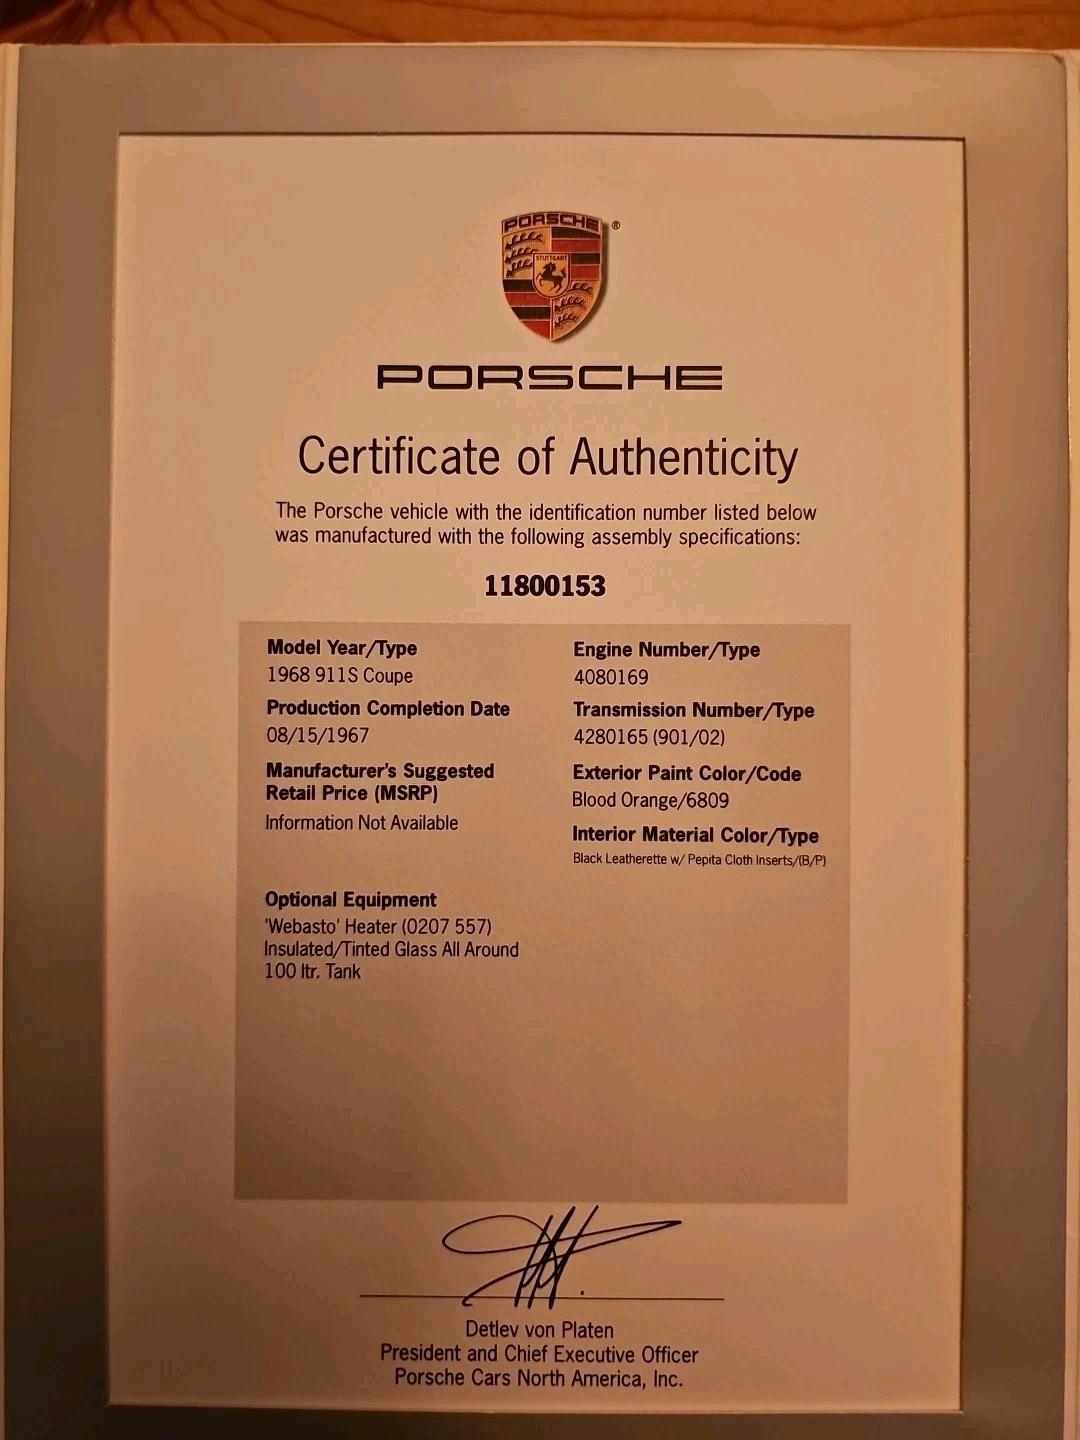 PORSCHE ®
STUTTGART
PORSCHE
Certificate of Authenticity
The Porsche vehicle with the identification number listed below
was manufactured with the following assembly specifications:
11800153
Model Year/Type
1968 911S Coupe
Production Completion Date
08/15/1967
Manufacturer's Suggested
Retail Price (MSRP)
Information Not Available
Engine Number/Type
4080169
Transmission Number/Type
4280165 (901/02)
Exterior Paint Color/Code
Blood Orange/6809
Interior Material Color/Type
Black Leatherette w/ Pepita Cloth Inserts/(B/P)
Optional Equipment
'Webasto' Heater (0207 557)
Insulated/Tinted Glass All Around
100 ltr. Tank
Detlev von Platen
President and Chief Executive Officer
Porsche Cars North America, Inc.